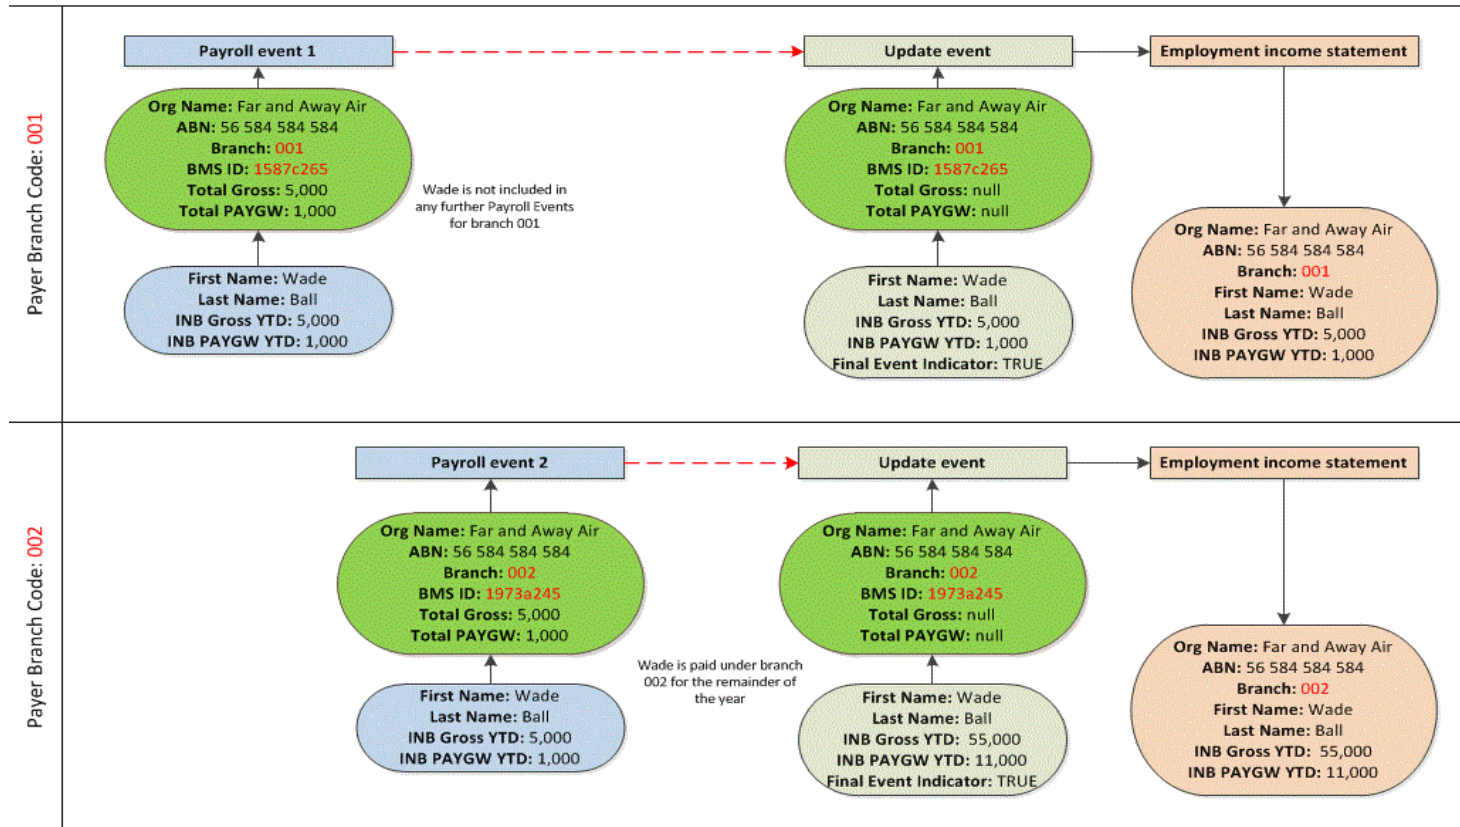 Payer Branch Code: 001
Payroll event 1
Update event
Employment income statement
Org Name: Far and Away Air
ABN: 56 584 584 584
Branch: 001
BMS ID: 1587c265
Total Gross: 5,000
Total PAYGW: 1,000
First Name: Wade
Last Name: Ball
INB Gross YTD: 5,000
INB PAYGW YTD: 1,000
Wade is not included in
any further Payroll Events
for branch 001
Org Name: Far and Away Air
ABN: 56 584 584 584
Branch: 001
BMS ID: 1587c265
Total Gross: null
Total PAYGW: null
First Name: Wade
Last Name: Ball
INB Gross YTD: 5,000
INB PAYGW YTD: 1,000
Final Event Indicator: TRUE
Org Name: Far and Away Air
ABN: 56 584 584 584
Branch: 001
First Name: Wade
Last Name: Ball
INB Gross YTD: 5,000
INB PAYGW YTD: 1,000
Payer Branch Code: 002
Payroll event 2
Update event
Employment income statement
Org Name: Far and Away Air
ABN: 56 584 584 584
Branch: 002
BMS ID: 1973a245
Total Gross: 5,000
Total PAYGW: 1,000
First Name: Wade
Last Name: Ball
INB Gross YTD: 5,000
INB PAYGW YTD: 1,000
Wade is paid under branch
002 for the remainder of
the year
Org Name: Far and Away Air
ABN: 56 584 584 584
Branch: 002
BMS ID: 1973a245
Total Gross: null
Total PAYGW: null
First Name: Wade
Last Name: Ball
INB Gross YTD: 55,000
INB PAYGW YTD: 11,000
Final Event Indicator: TRUE
Org Name: Far and Away Air
ABN: 56 584 584 584
Branch: 002
First Name: Wade
Last Name: Ball
INB Gross YTD: 55,000
INB PAYGW YTD: 11,000